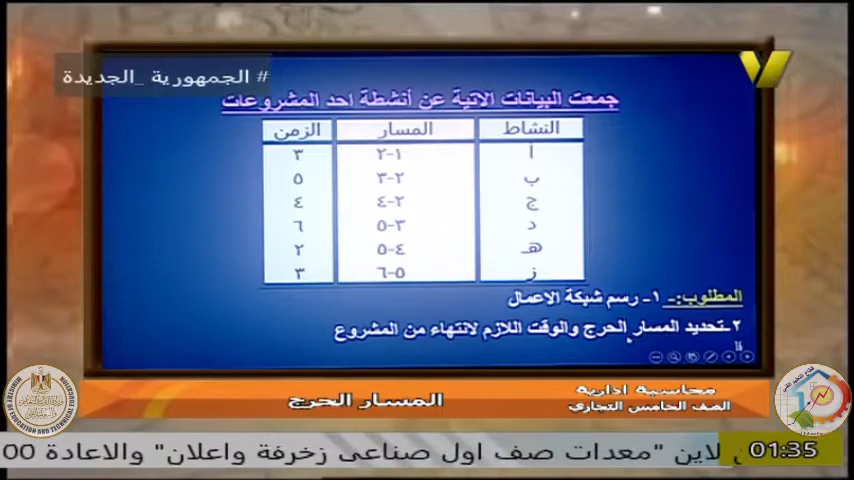 # الجمهورية _الجديدة
جمعت البيانات الاتية عن أنشطة احد المشروعات
النشاط المسار الزمن
أ ١-٢ ٣
ب ٢-٣ ٥
ج ٢-٤ ٤
د ٣-٥ ٦
هـ ٤-٥ ٢
ز ٥-٦ ٣
المطلوب:- ١- رسم شبكة الاعمال
٢-تحديد المسار الحرج والوقت اللازم لانتهاء من المشروع
محاسبة ادارية
الصف الخامس التجاري
المسار الحرج
لاين "معدات صف اول صناعى زخرفة واعلان" والاعادة 00
01:35